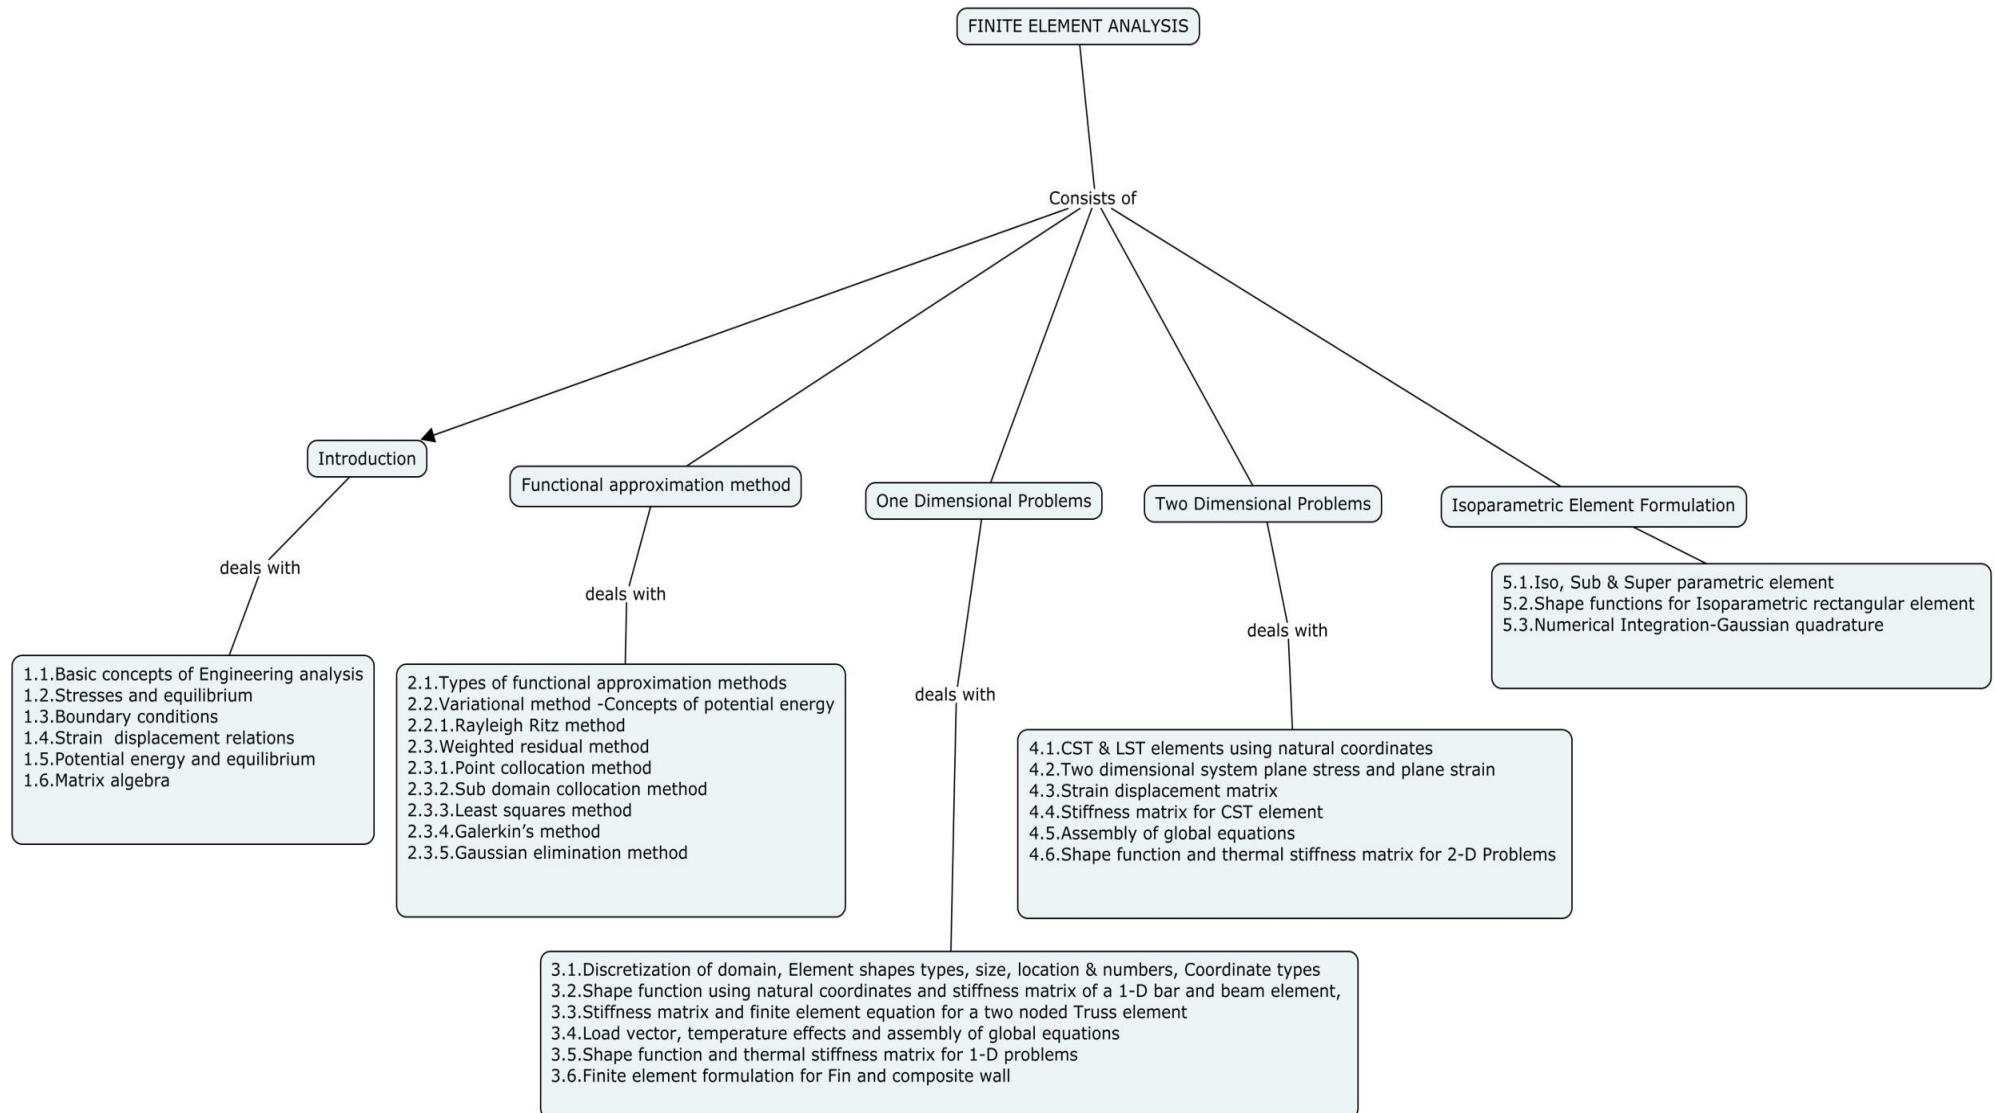 FINITE ELEMENT ANALYSIS
Consists of
Introduction
Functional approximation method
One Dimensional Problems
Two Dimensional Problems
Isoparametric Element Formulation
deals with
deals with
deals with
deals with
1.1.Basic concepts of Engineering analysis
1.2.Stresses and equilibrium
1.3.Boundary conditions
1.4.Strain  displacement relations
1.5.Potential energy and equilibrium
1.6.Matrix algebra
2.1.Types of functional approximation methods
2.2.Variational method -Concepts of potential energy
2.2.1.Rayleigh Ritz method
2.3.Weighted residual method
2.3.1.Point collocation method
2.3.2.Sub domain collocation method
2.3.3.Least squares method
2.3.4.Galerkin’s method
2.3.5.Gaussian elimination method
3.1.Discretization of domain, Element shapes types, size, location & numbers, Coordinate types
3.2.Shape function using natural coordinates and stiffness matrix of a 1-D bar and beam element,
3.3.Stiffness matrix and finite element equation for a two noded Truss element
3.4.Load vector, temperature effects and assembly of global equations
3.5.Shape function and thermal stiffness matrix for 1-D problems
3.6.Finite element formulation for Fin and composite wall
4.1.CST & LST elements using natural coordinates
4.2.Two dimensional system plane stress and plane strain
4.3.Strain displacement matrix
4.4.Stiffness matrix for CST element
4.5.Assembly of global equations
4.6.Shape function and thermal stiffness matrix for 2-D Problems
5.1.Iso, Sub & Super parametric element
5.2.Shape functions for Isoparametric rectangular element
5.3.Numerical Integration-Gaussian quadrature